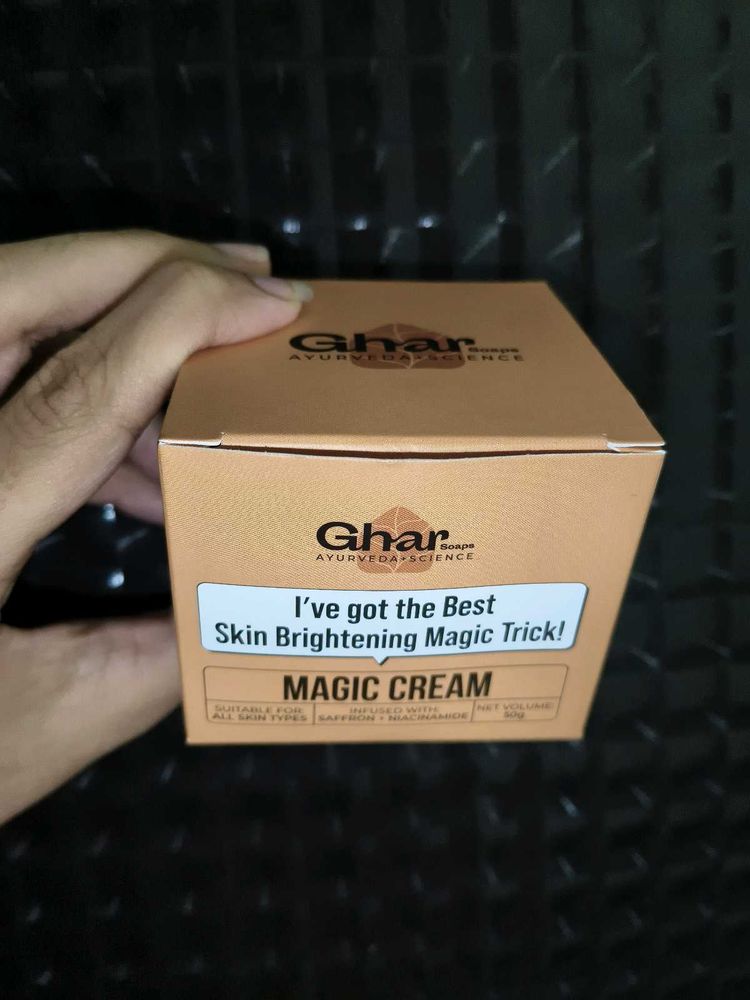 Ghar Soaps
AYURVEDA+SCIENCE
Ghar Soaps
AYURVEDA+SCIENCE
I've got the Best
Skin Brightening Magic Trick!
MAGIC CREAM
SUITABLE FOR:
ALL SKIN TYPES
INFUSED WITH:
SAFFRON + NIACINAMIDE
NET VOLUME:
50g